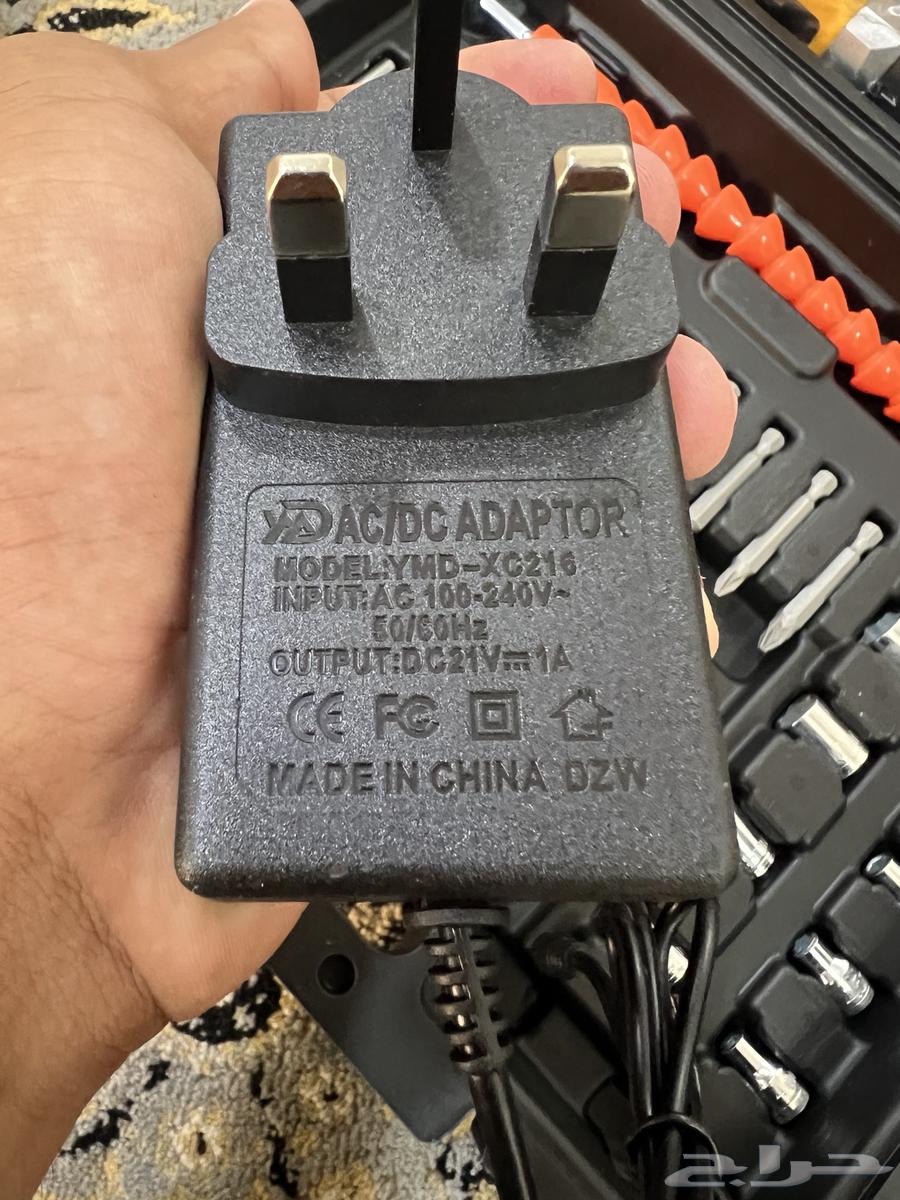 YD AC/DC ADAPTOR
MODEL:YMD-XC216
INPUT:AC 100-240V~
50/60Hz
OUTPUT:DC21V⎓1A
CE FC
MADE IN CHINA DZW
حراج